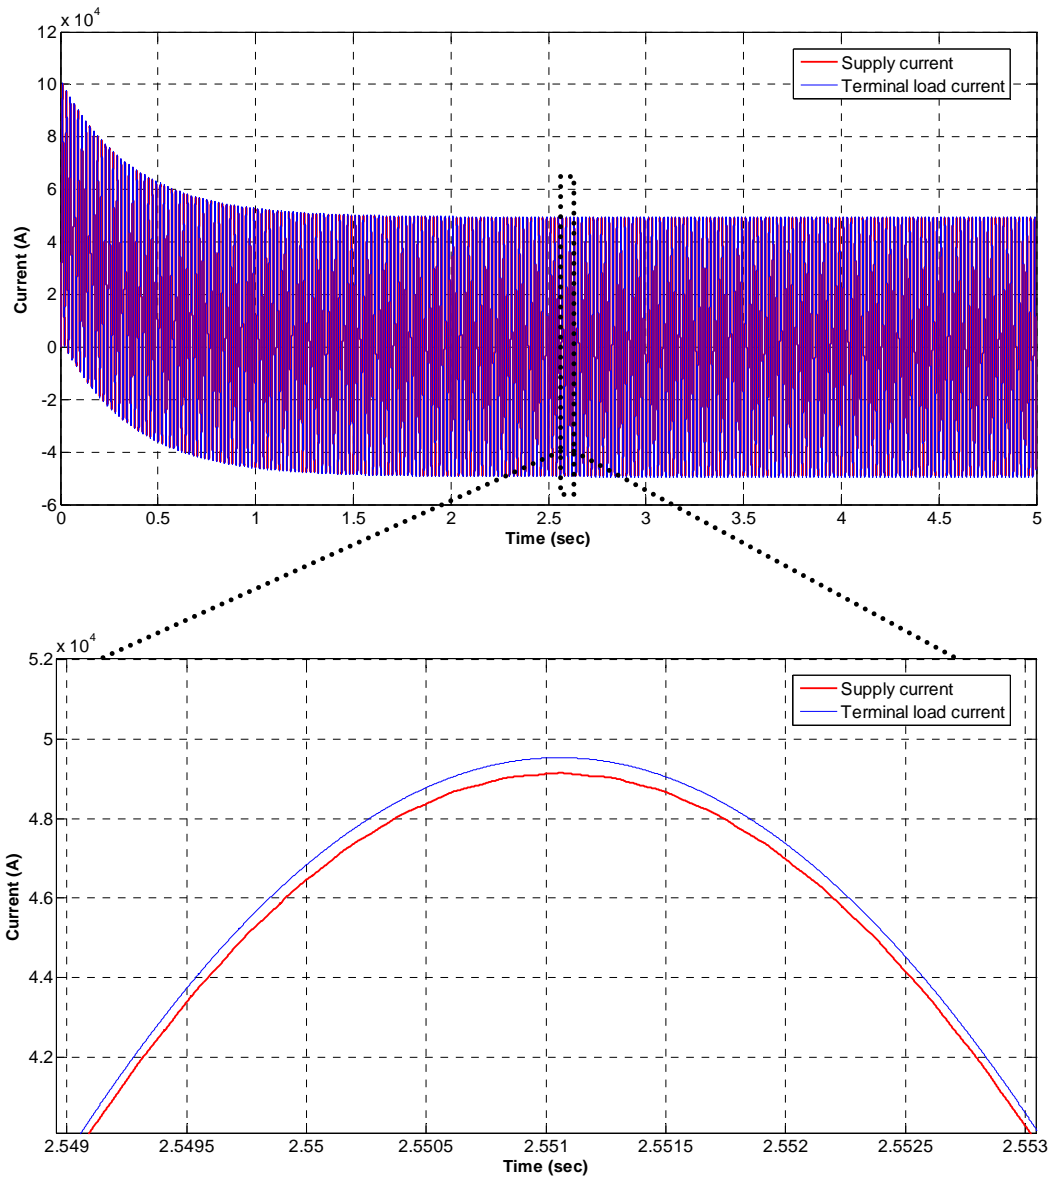 x 10^4
12
10
8
6
4
2
0
-2
-4
-6
Current (A)
Supply current
Terminal load current
0 0.5 1 1.5 2 2.5 3 3.5 4 4.5 5
Time (sec)
x 10^4
5.2
5
4.8
4.6
4.4
4.2
Current (A)
Supply current
Terminal load current
2.549 2.5495 2.55 2.5505 2.551 2.5515 2.552 2.5525 2.553
Time (sec)